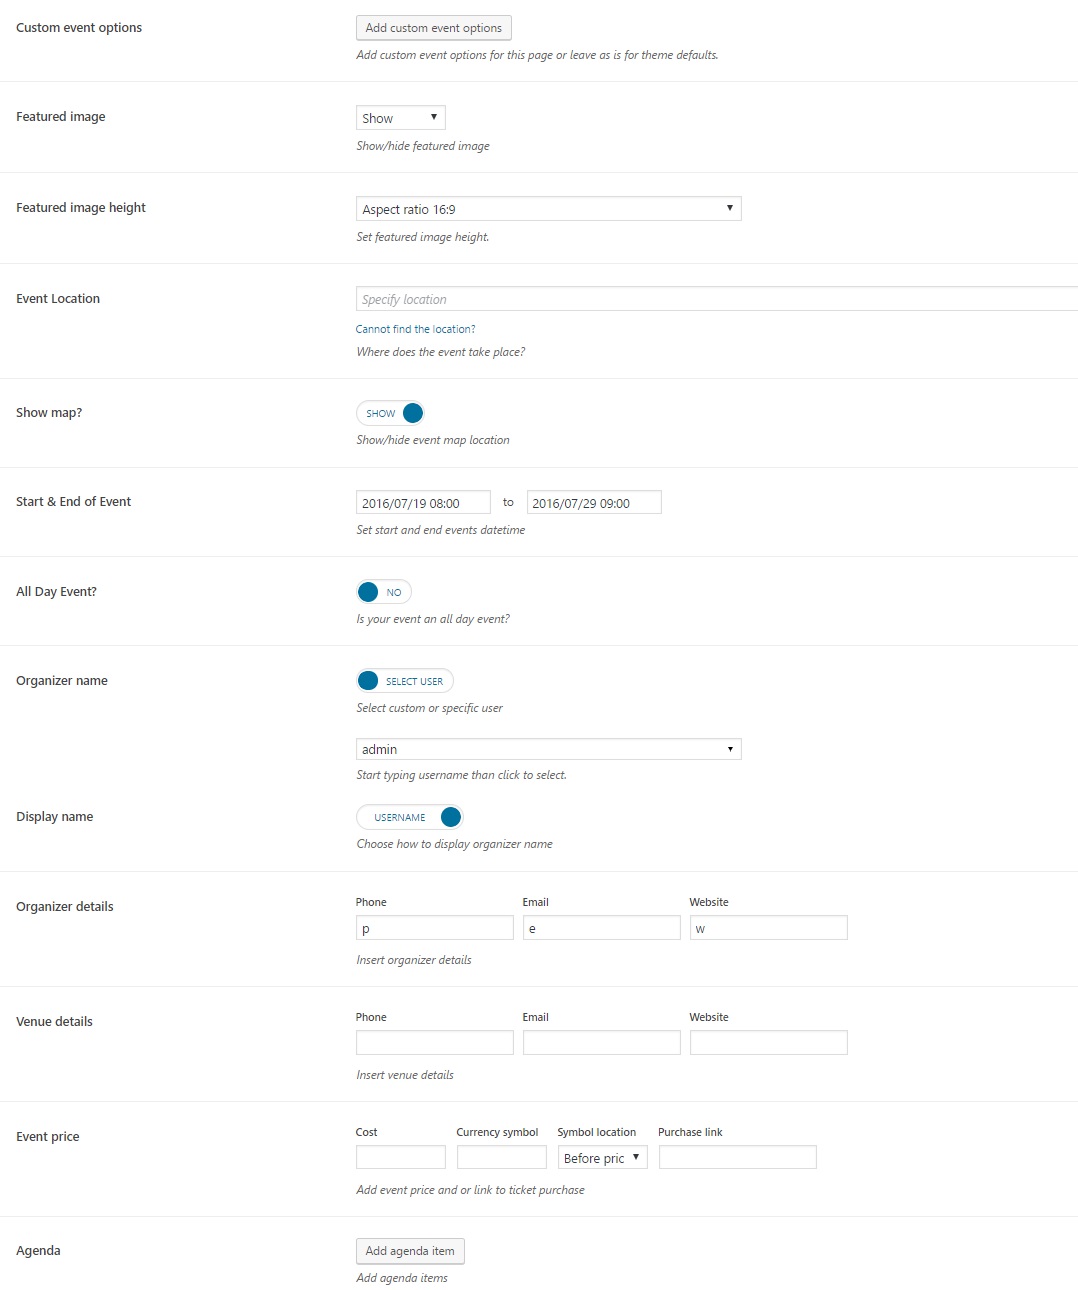 Custom event options
Add custom event options
Add custom event options for this page or leave as is for theme defaults.
Featured image
Show
Show/hide featured image
Featured image height
Aspect ratio 16:9
Set featured image height.
Event Location
Specify location
Cannot find the location?
Where does the event take place?
Show map?
SHOW
Show/hide event map location
Start & End of Event
2016/07/19 08:00 to 2016/07/29 09:00
Set start and end events datetime
All Day Event?
NO
Is your event an all day event?
Organizer name
SELECT USER
Select custom or specific user
admin
Start typing username than click to select.
Display name
USERNAME
Choose how to display organizer name
Organizer details
Phone Email Website
p e w
Insert organizer details
Venue details
Phone Email Website
Insert venue details
Event price
Cost Currency symbol Symbol location Purchase link
Before pric
Add event price and or link to ticket purchase
Agenda
Add agenda item
Add agenda items